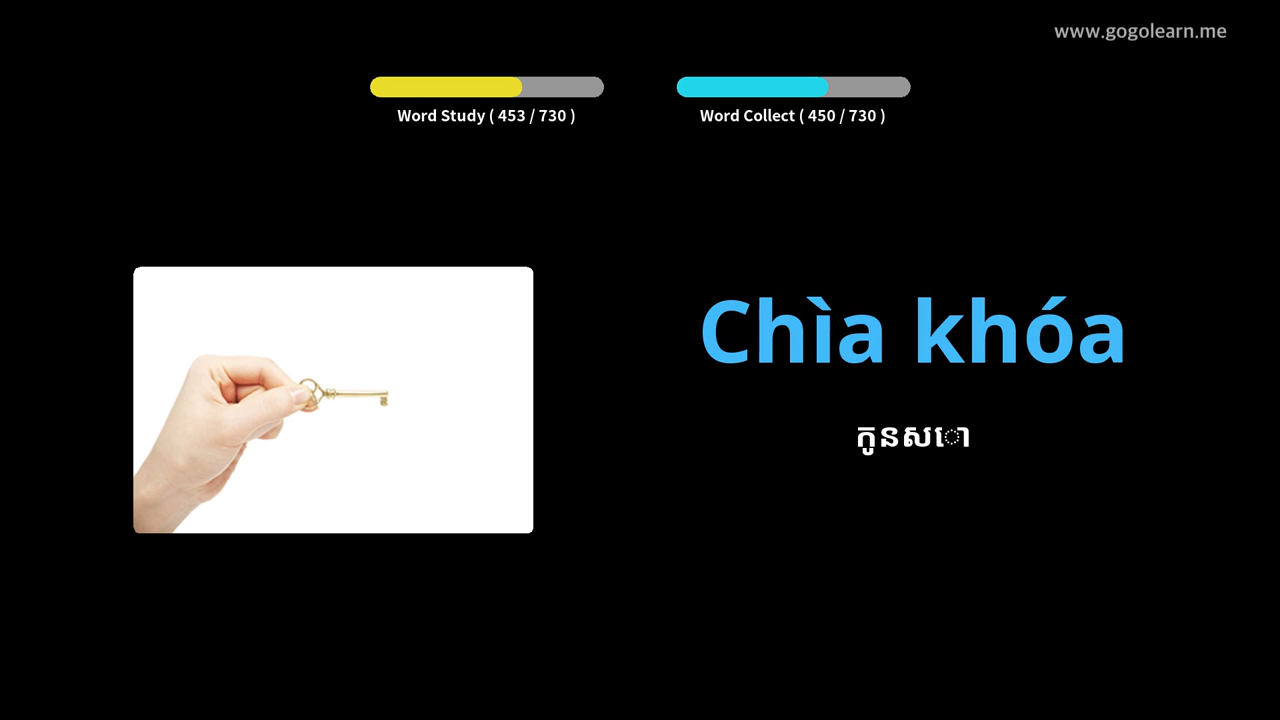 www.gogolearn.me
Word Study ( 453 / 730 )
Word Collect ( 450 / 730 )
Chìa khóa
កូនសោ